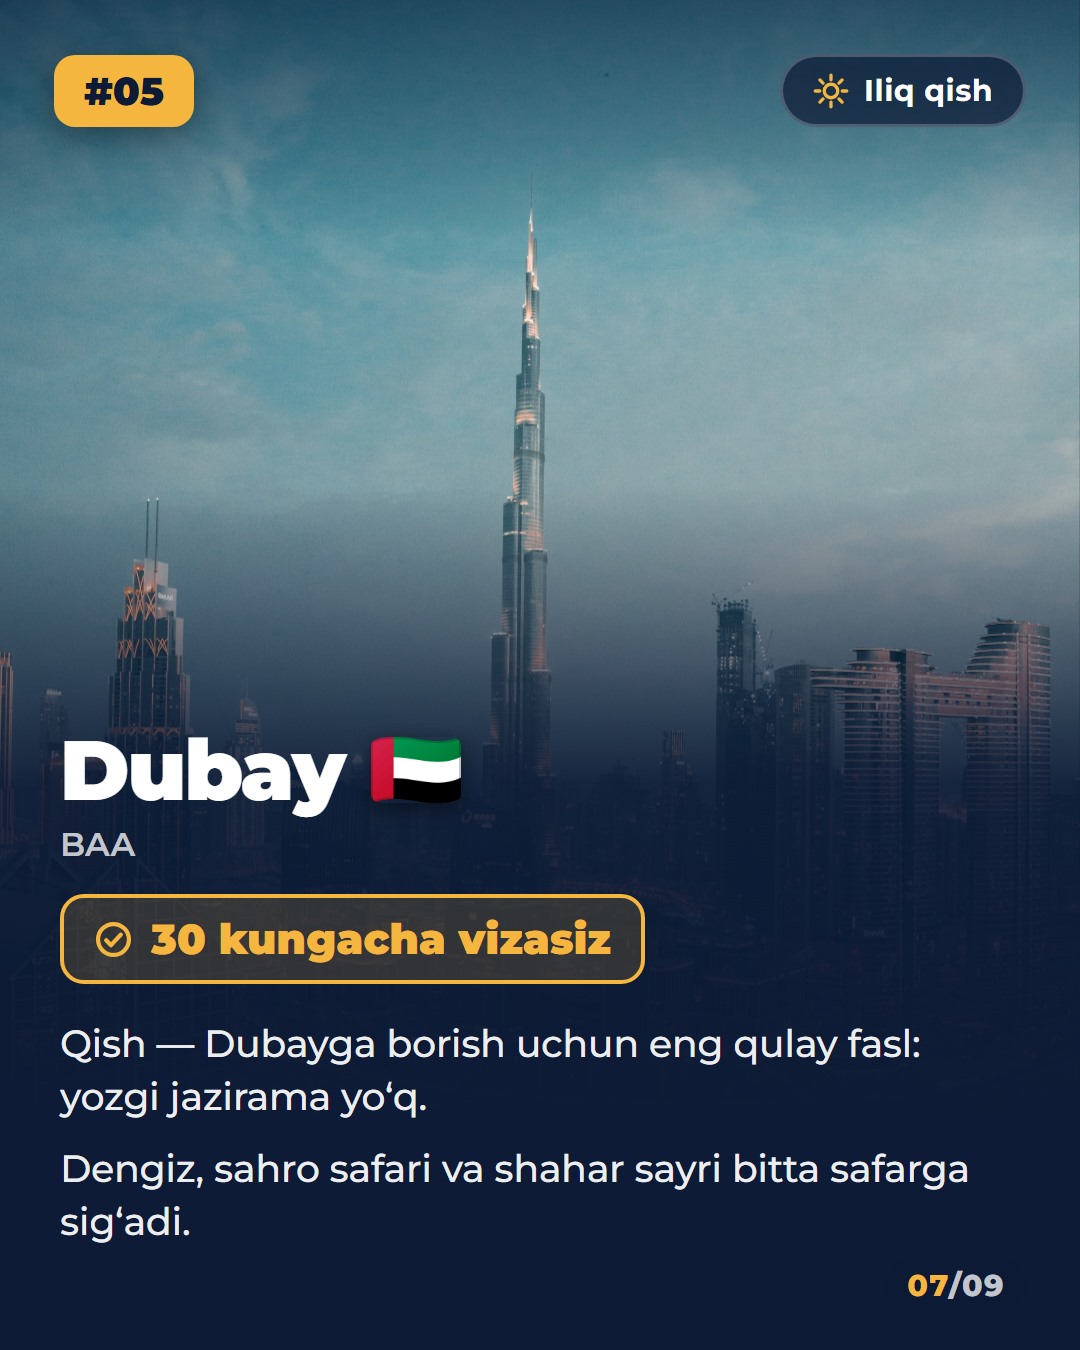 #05
Iliq qish
Dubay
BAA
30 kungacha vizasiz
Qish — Dubayga borish uchun eng qulay fasl:
yozgi jazirama yo‘q.
Dengiz, sahro safari va shahar sayri bitta safarga
sig‘adi.
07/09